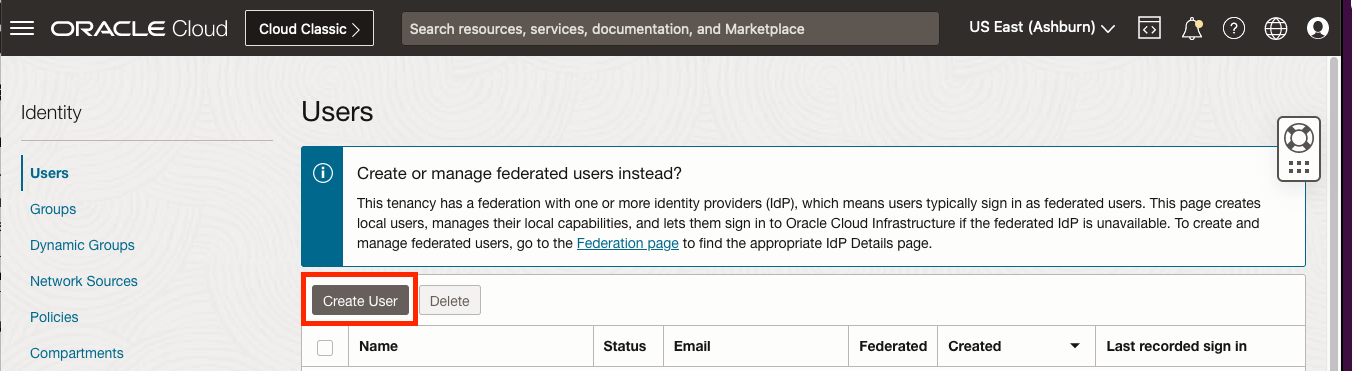 ORACLE Cloud
Cloud Classic
Search resources, services, documentation, and Marketplace
US East (Ashburn)
Identity
Users
Groups
Dynamic Groups
Network Sources
Policies
Compartments
Users
Create or manage federated users instead?
This tenancy has a federation with one or more identity providers (IdP), which means users typically sign in as federated users. This page creates
local users, manages their local capabilities, and lets them sign in to Oracle Cloud Infrastructure if the federated IdP is unavailable. To create and
manage federated users, go to the Federation page to find the appropriate IdP Details page.
Create User Delete
Name Status Email Federated Created Last recorded sign in